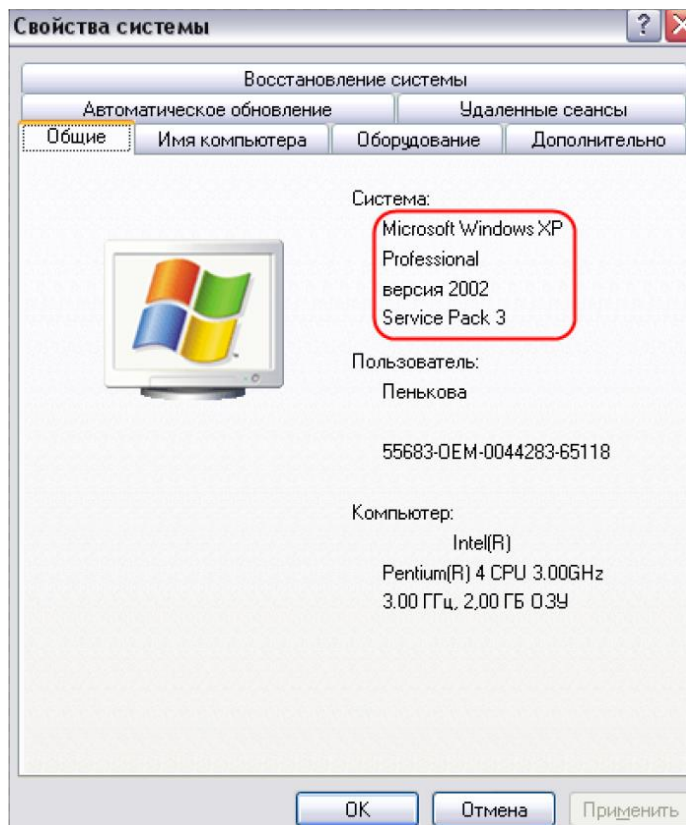 Свойства системы
Восстановление системы
Автоматическое обновление Удаленные сеансы
Общие Имя компьютера Оборудование Дополнительно
Система:
Microsoft Windows XP
Professional
версия 2002
Service Pack 3
Пользователь:
Пенькова
55683-OEM-0044283-65118
Компьютер:
Intel(R)
Pentium(R) 4 CPU 3.00GHz
3.00 ГГц, 2,00 ГБ ОЗУ
ОК Отмена Применить